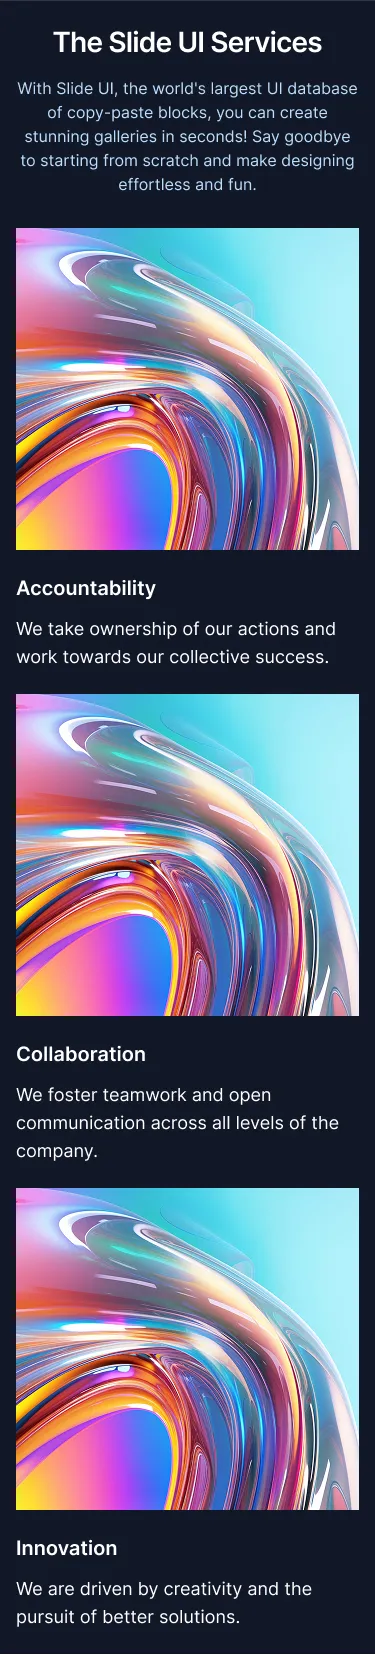 The Slide UI Services
With Slide UI, the world's largest UI database
of copy-paste blocks, you can create
stunning galleries in seconds! Say goodbye
to starting from scratch and make designing
effortless and fun.
Accountability
We take ownership of our actions and
work towards our collective success.
Collaboration
We foster teamwork and open
communication across all levels of the
company.
Innovation
We are driven by creativity and the
pursuit of better solutions.